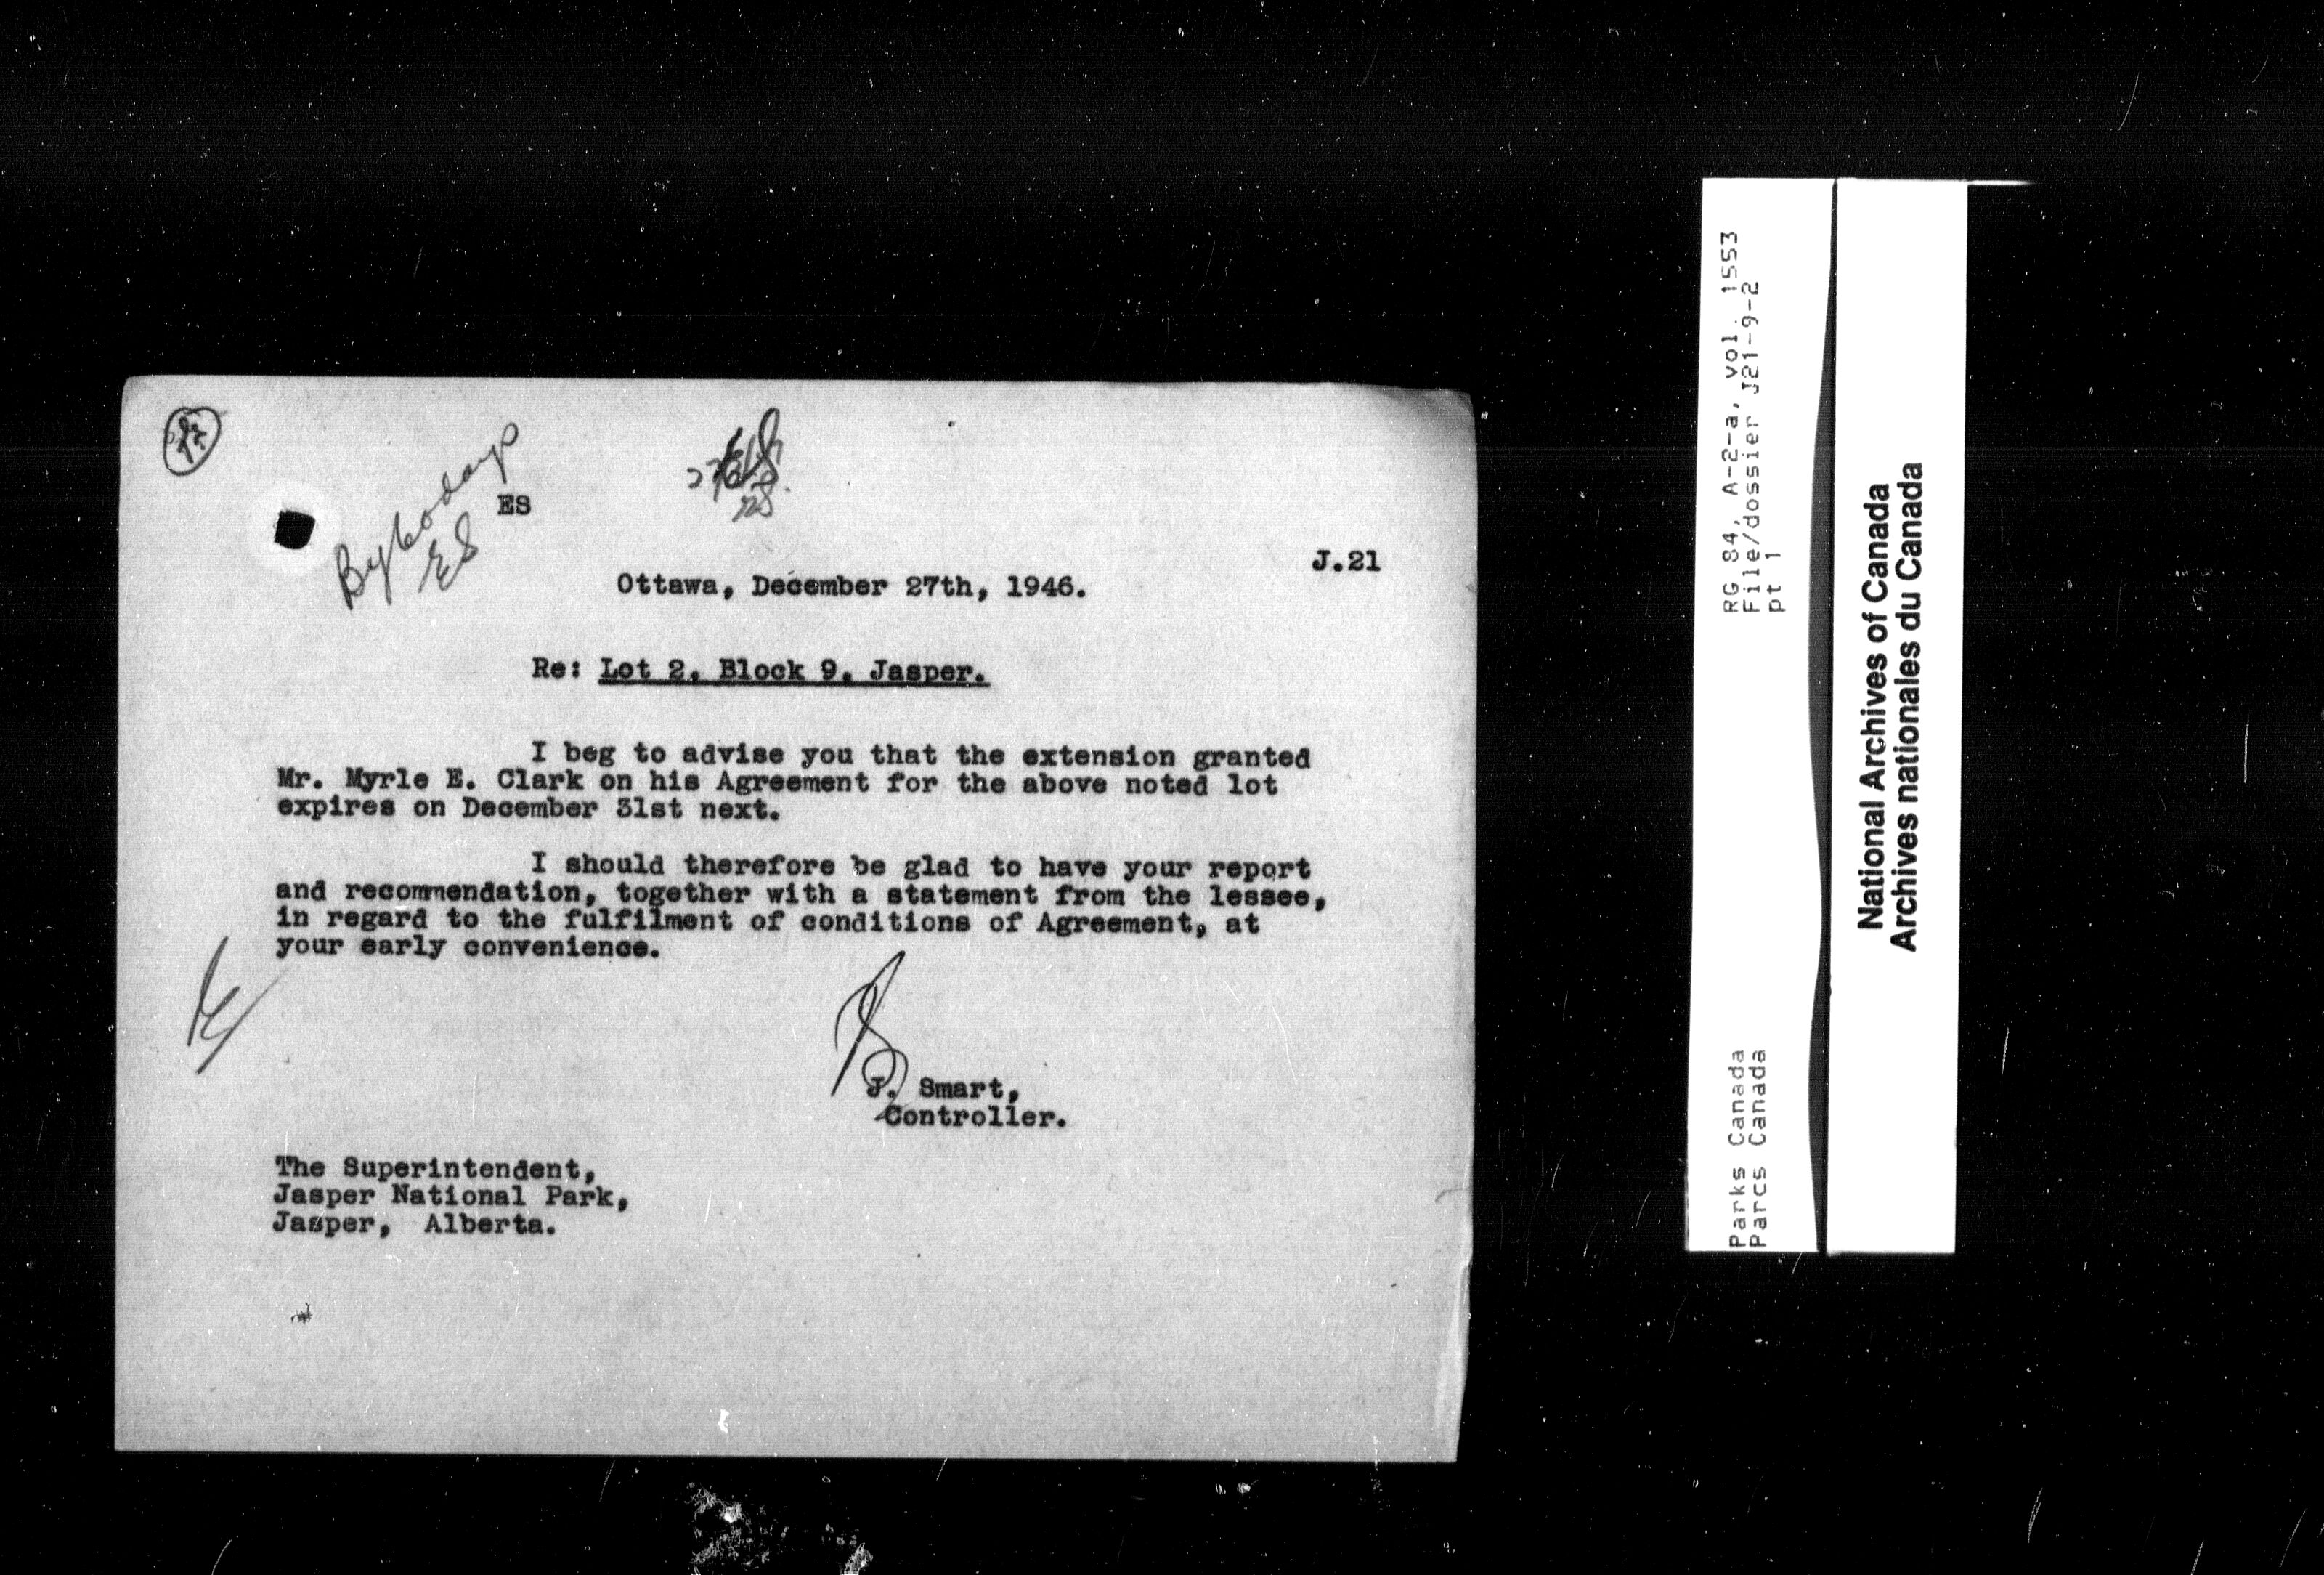 By 60 days
ES
ES
J.21
Ottawa, December 27th, 1946.
Re: Lot 2, Block 9, Jasper.
I beg to advise you that the extension granted
Mr. Myrle E. Clark on his Agreement for the above noted lot
expires on December 31st next.
I should therefore be glad to have your report
and recommendation, together with a statement from the lessee,
in regard to the fulfilment of conditions of Agreement, at
your early convenience.
J. Smart,
Controller.
The Superintendent,
Jasper National Park,
Jasper, Alberta.
RG 84, A-2-a, vol. 1553
File/dossier J21-9-2
pt 1
Parks Canada
Parcs Canada
National Archives of Canada
Archives nationales du Canada